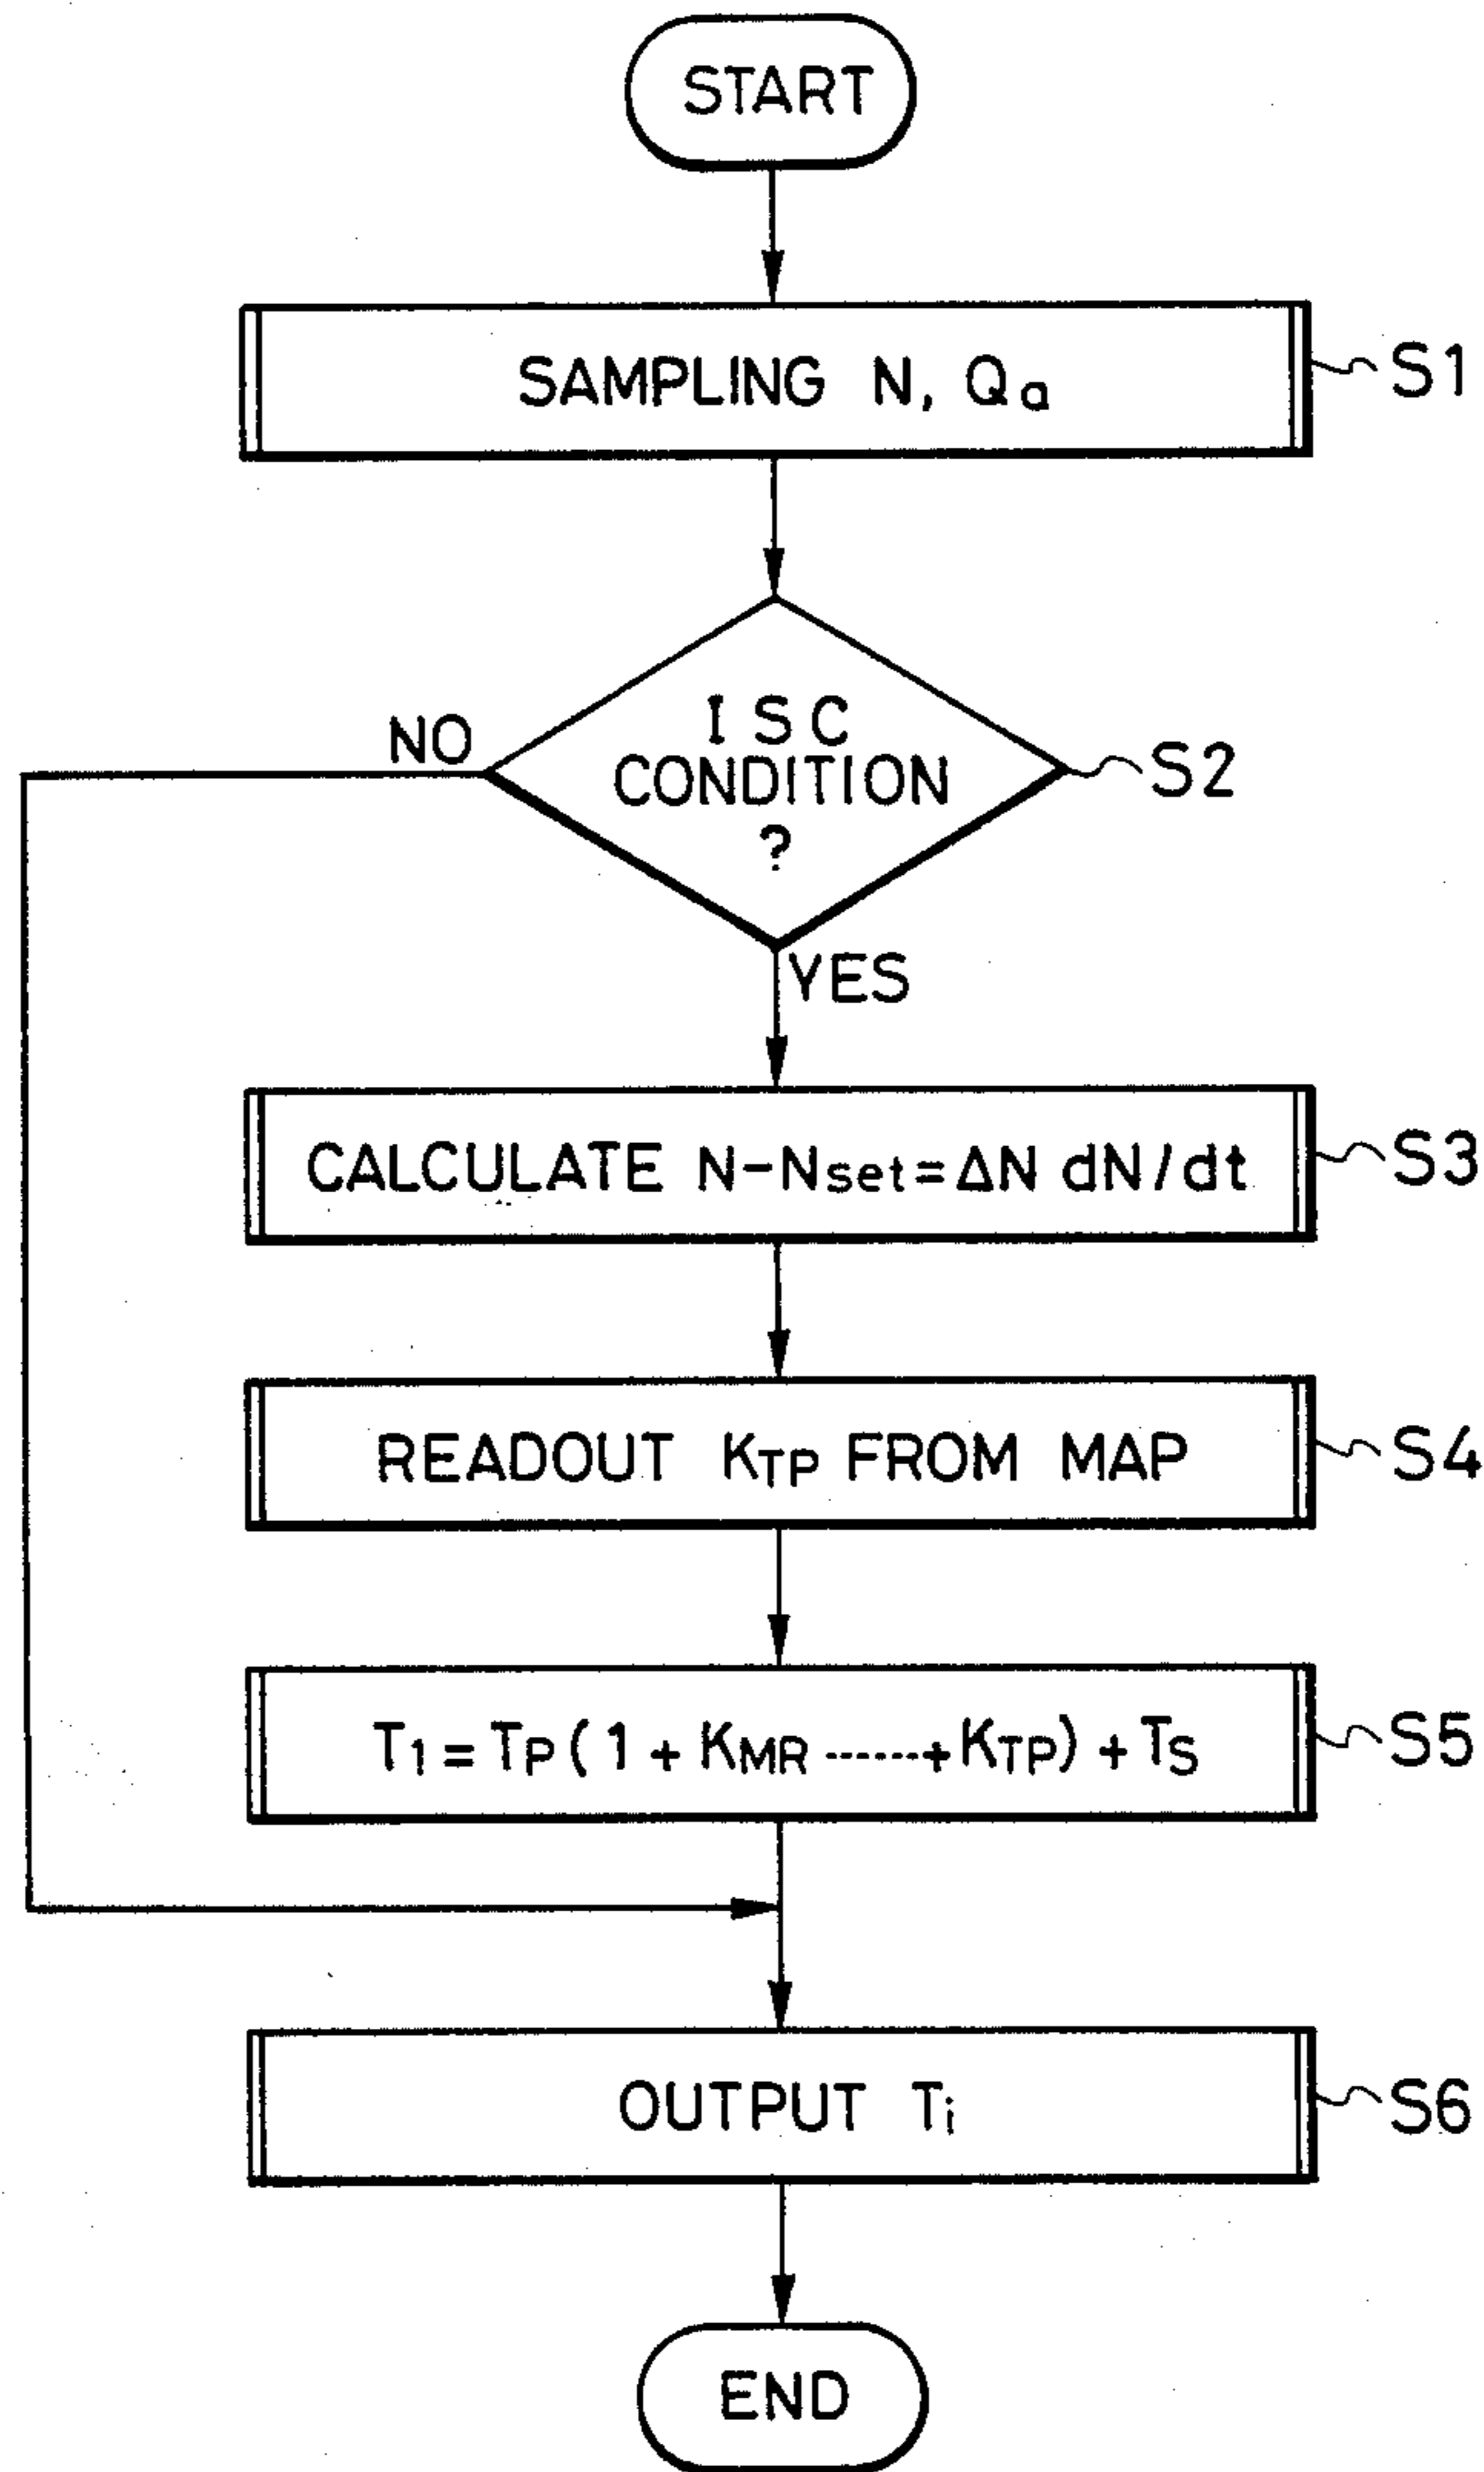 START
SAMPLING N, Qa
S1
NO
ISC
CONDITION
?
S2
YES
CALCULATE N-Nset=ΔN dN/dt
S3
READOUT KTP FROM MAP
S4
T1=TP(1+KMR ------+KTP)+TS
S5
OUTPUT Ti
S6
END